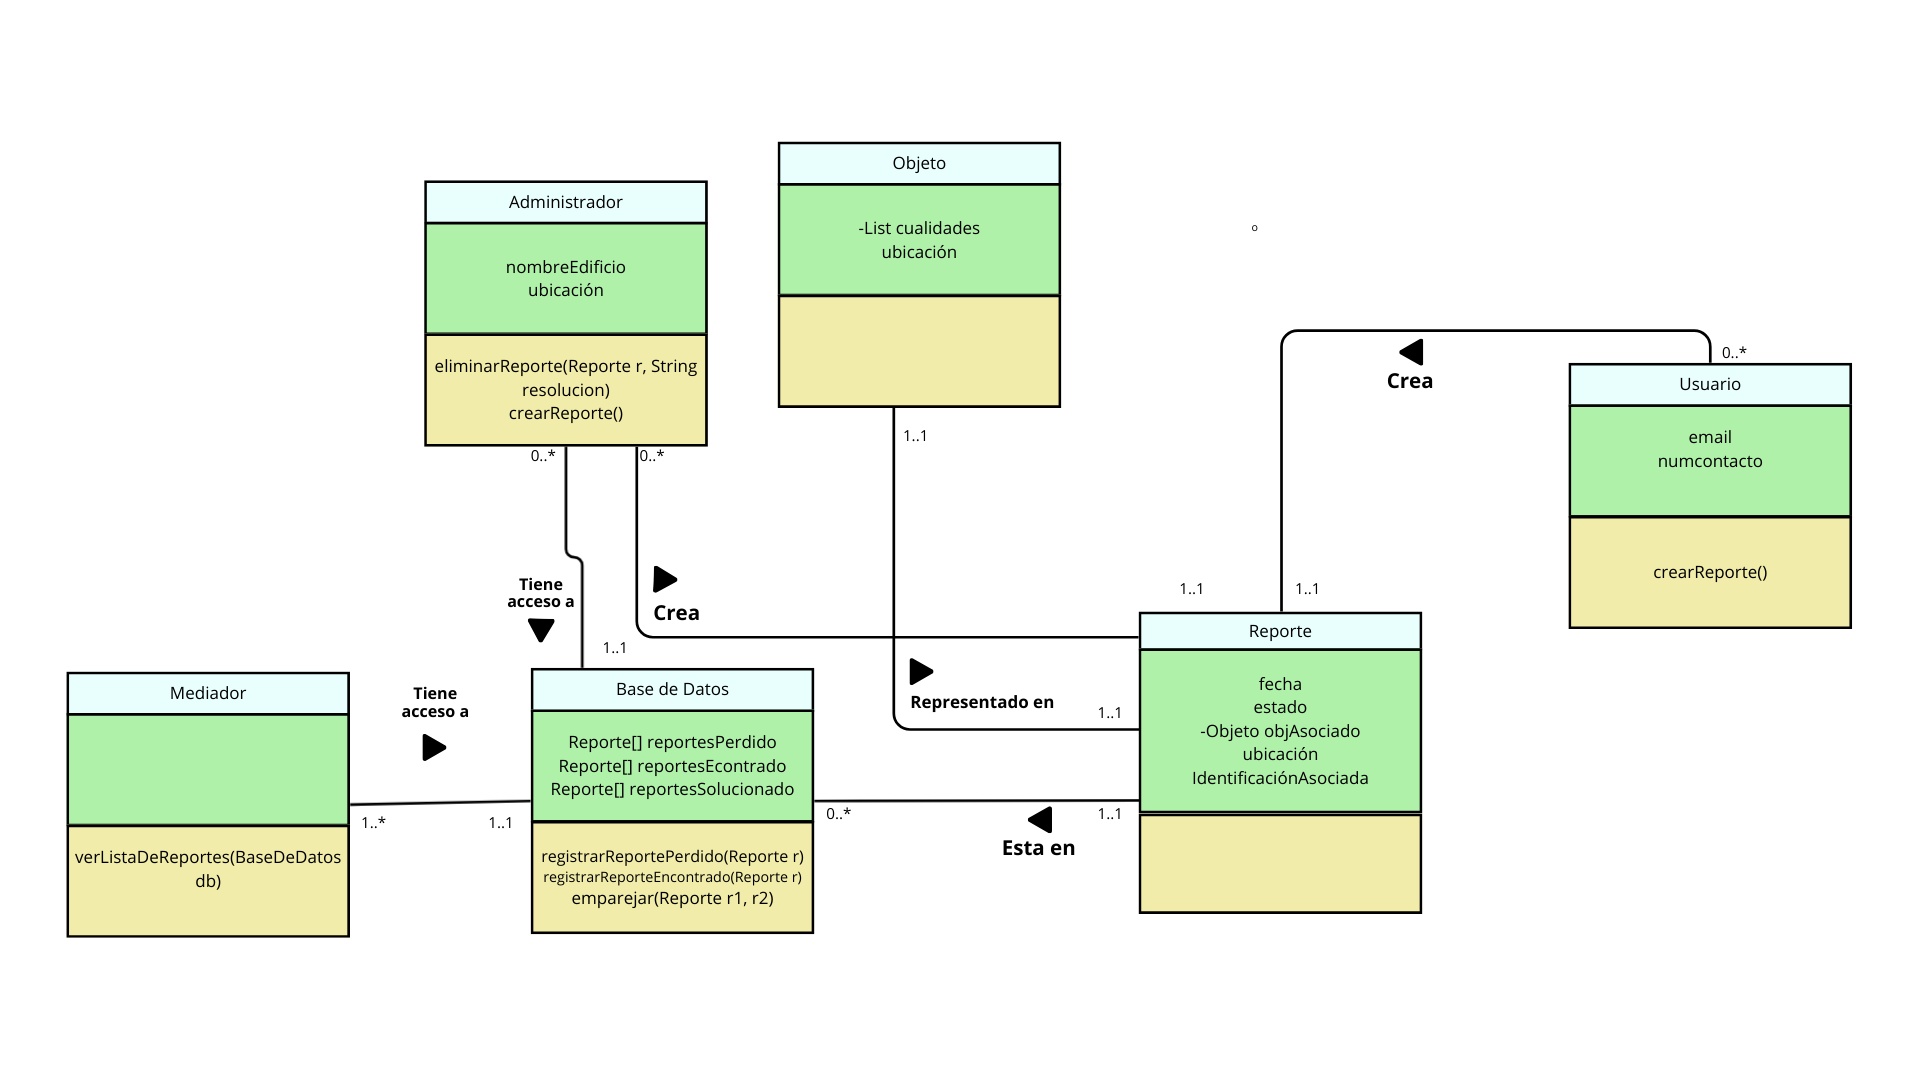 Objeto
-List cualidades
ubicación
Administrador
nombreEdificio
ubicación
eliminarReporte(Reporte r, String
resolucion)
crearReporte()
o
0..*
0..*
1..1
Crea
0..*
Usuario
email
numcontacto
crearReporte()
Tiene
acceso a
Crea
1..1
1..1
1..1
Representado en
1..1
Reporte
fecha
estado
-Objeto objAsociado
ubicación
IdentificaciónAsociada
Mediador
verListaDeReportes(BaseDeDatos
db)
Tiene
acceso a
1..*
1..1
Base de Datos
Reporte[] reportesPerdido
Reporte[] reportesEcontrado
Reporte[] reportesSolucionado
registrarReportePerdido(Reporte r)
registrarReporteEncontrado(Reporte r)
emparejar(Reporte r1, r2)
0..*
1..1
Esta en